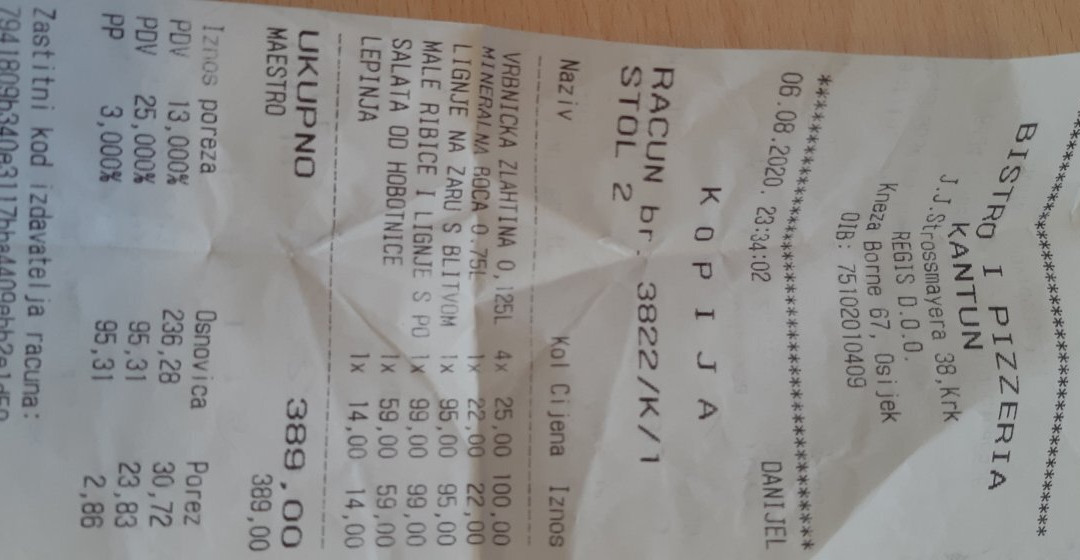 ********************************
BISTRO I PIZZERIA
KANTUN
J.J.Strossmayera 38,Krk
REGIS D.O.O.
Kneza Borne 67, Osijek
OIB: 75102010409
********************************
06.08.2020. 23:34:02 DANIJEL
K O P I J A
RACUN br. 3822/K/1
STOL 2
Naziv Kol Cijena Iznos
VRBNICKA ZLAHTINA 0,125L 4x 25,00 100,00
MINERALNA ROCA 0.75L 1x 22,00 22,00
LIGNJE NA ZARU S BLITVOM 1x 95,00 95,00
MALE RIBICE I LIGNJE S PO 1x 99,00 99,00
SALATA OD HOBOTNICE 1x 59,00 59,00
LEPINJA 1x 14,00 14,00
UKUPNO 389,00
MAESTRO 389,00
Iznos poreza Osnovica Porez
PDV 13,000% 236,28 30,72
PDV 25,000% 95,31 23,83
PP 3,000% 95,31 2,86
Zastitni kod izdavatelja racuna: